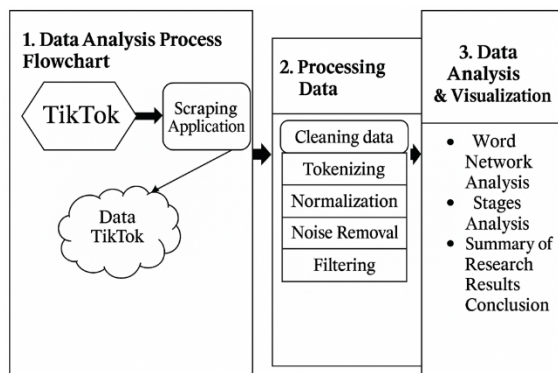 1. Data Analysis Process
Flowchart
TikTok
Scraping
Application
Data
TikTok
2. Processing
Data
Cleaning data
Tokenizing
Normalization
Noise Removal
Filtering
3. Data
Analysis
& Visualization
• Word
Network
Analysis
• Stages
Analysis
• Summary of
Research
Results
Conclusion